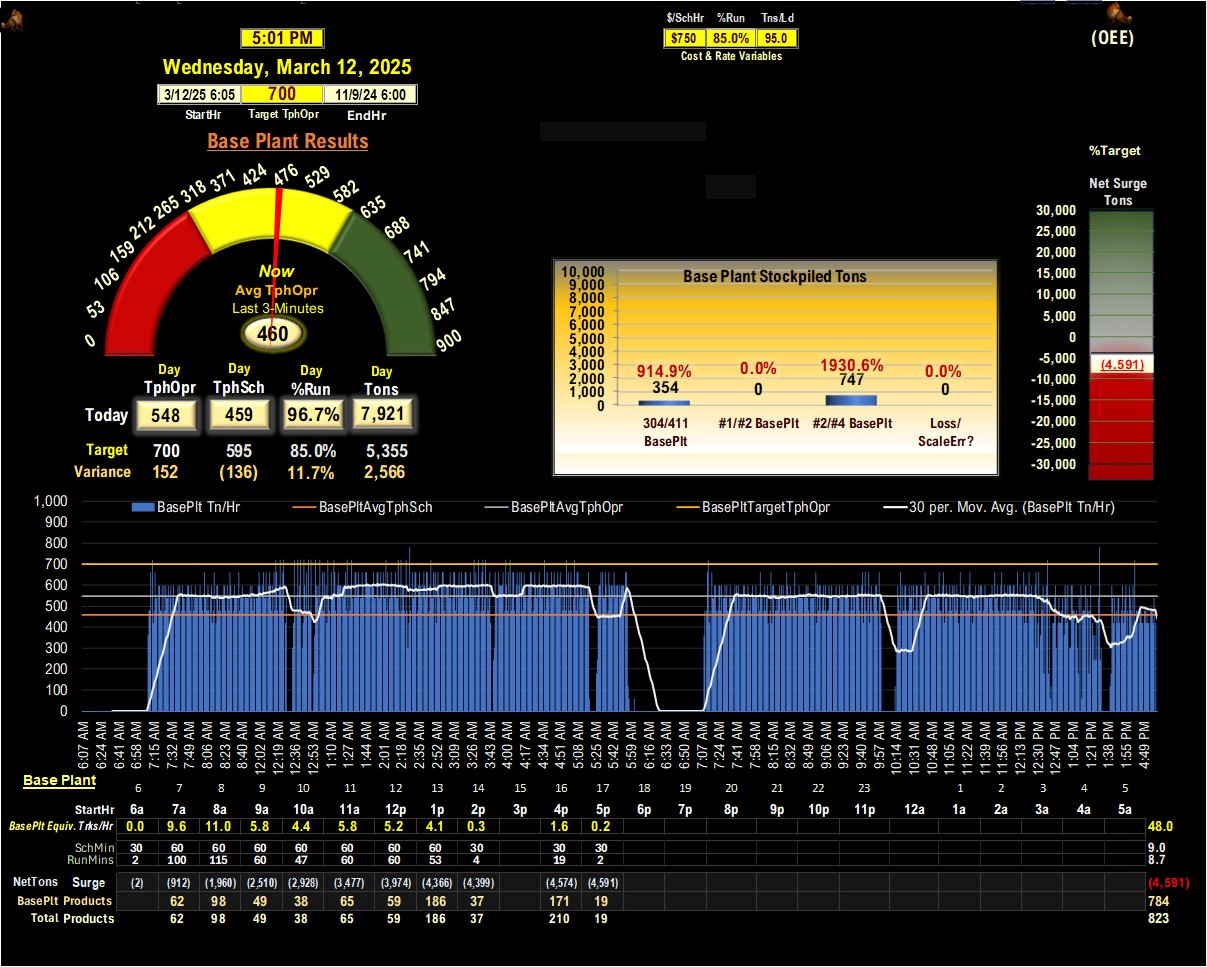 $/SchHr %Run Tns/Ld
5:01 PM
$750 85.0% 95.0
(OEE)
Cost & Rate Variables
Wednesday, March 12, 2025
3/12/25 6:05 700 11/9/24 6:00
StartHr Target TphOpr EndHr
Base Plant Results
0 53 106 159 212 265 318 371 424 476 529 582 635 688 741 794 847 900
Now
Avg TphOpr
Last 3-Minutes
460
Day Day Day Day
TphOpr TphSch %Run Tons
Today 548 459 96.7% 7,921
Target 700 595 85.0% 5,355
Variance 152 (136) 11.7% 2,566
Base Plant Stockpiled Tons
10,000
9,000
8,000
7,000
6,000
5,000
4,000
3,000
2,000
1,000
0
914.9% 0.0% 1930.6% 0.0%
354 0 747 0
304/411 BasePlt
#1/#2 BasePlt
#2/#4 BasePlt
Loss/ ScaleErr?
%Target
Net Surge
Tons
30,000
25,000
20,000
15,000
10,000
5,000
0
-5,000
-10,000
-15,000
-20,000
-25,000
-30,000
(4,591)
BasePlt Tn/Hr BasePltAvgTphSch BasePltAvgTphOpr BasePltTargetTphOpr 30 per. Mov. Avg. (BasePlt Tn/Hr)
1,000
900
800
700
600
500
400
300
200
100
0
6:07 AM 6:24 AM 6:41 AM 6:58 AM 7:15 AM 7:32 AM 7:49 AM 8:06 AM 8:23 AM 8:40 AM 12:02 AM 12:19 AM 12:36 AM 12:53 AM 1:10 AM 1:27 AM 1:44 AM 2:01 AM 2:18 AM 2:35 AM 2:52 AM 3:09 AM 3:26 AM 3:43 AM 4:00 AM 4:17 AM 4:34 AM 4:51 AM 5:08 AM 5:25 AM 5:42 AM 5:59 AM 6:16 AM 6:33 AM 6:50 AM 7:07 AM 7:24 AM 7:41 AM 7:58 AM 8:15 AM 8:32 AM 8:49 AM 9:06 AM 9:23 AM 9:40 AM 9:57 AM 10:14 AM 10:31 AM 10:48 AM 11:05 AM 11:22 AM 11:39 AM 11:56 AM 12:13 PM 12:30 PM 12:47 PM 1:04 PM 1:21 PM 1:38 PM 1:55 PM 4:49 PM
Base Plant
6 7 8 9 10 11 12 13 14 15 16 17 18 19 20 21 22 23 1 2 3 4 5
StartHr 6a 7a 8a 9a 10a 11a 12p 1p 2p 3p 4p 5p 6p 7p 8p 9p 10p 11p 12a 1a 2a 3a 4a 5a
BasePlt Equiv. Trks/Hr 0.0 9.6 11.0 5.8 4.4 5.8 5.2 4.1 0.3 1.6 0.2 48.0
SchMin 30 60 60 60 60 60 60 60 30 30 30 9.0
RunMins 2 100 115 60 47 60 60 53 4 19 2 8.7
NetTons Surge (2) (912) (1,960) (2,510) (2,928) (3,477) (3,974) (4,366) (4,399) (4,574) (4,591) (4,591)
BasePlt Products 62 98 49 38 65 59 186 37 171 19 784
Total Products 62 98 49 38 65 59 186 37 210 19 823